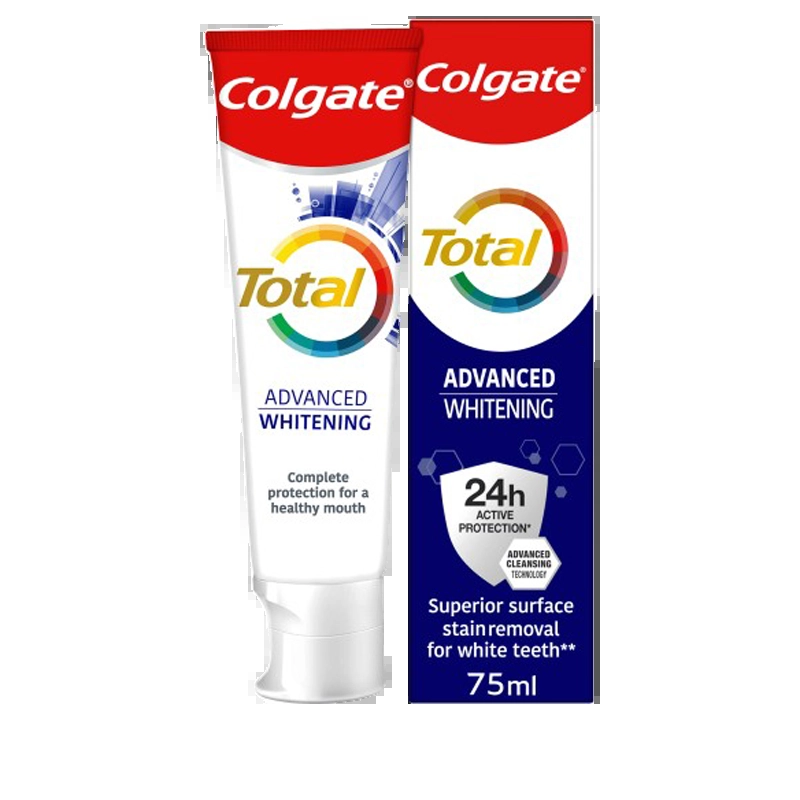 Colgate®
Total
ADVANCED
WHITENING
Complete
protection for a
healthy mouth
Colgate®
Total
ADVANCED
WHITENING
24h
ACTIVE
PROTECTION*
ADVANCED
CLEANSING
TECHNOLOGY
Superior surface
stain removal
for white teeth**
75ml